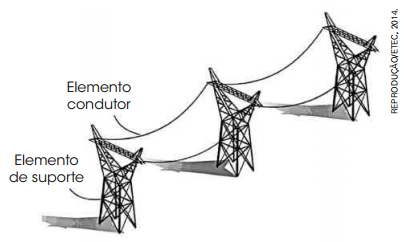 Elemento
condutor
Elemento
de suporte
REPRODUÇÃO/ETEC, 2014.